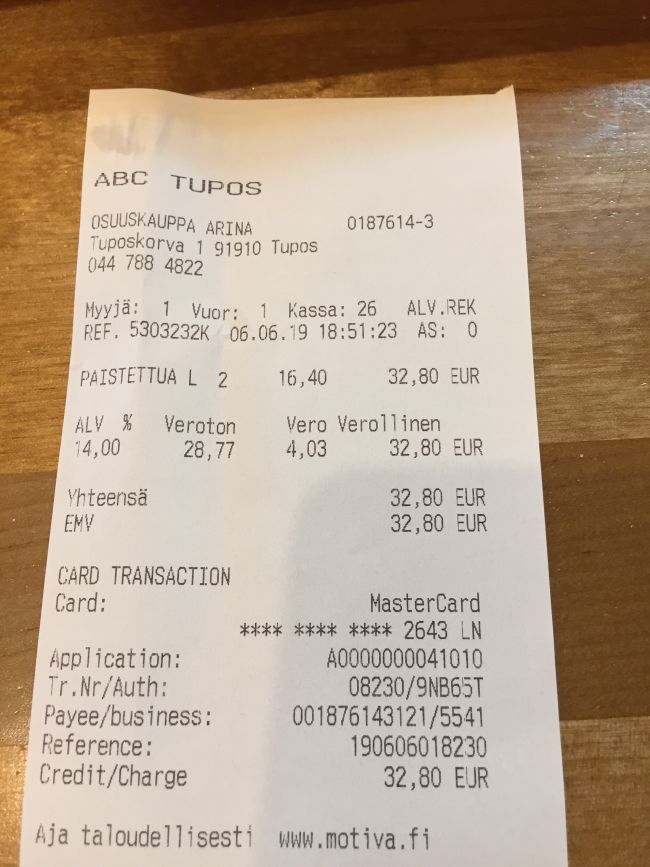 ABC TUPOS
OSUUSKAUPPA ARINA 0187614-3
Tuposkorva 1 91910 Tupos
044 788 4822
Myyjä: 1 Vuor: 1 Kassa: 26 ALV.REK
REF. 5303232K 06.06.19 18:51:23 AS: 0
PAISTETTUA L 2 16,40 32,80 EUR
ALV % Veroton Vero Verollinen
14,00 28,77 4,03 32,80 EUR
Yhteensä 32,80 EUR
EMV 32,80 EUR
CARD TRANSACTION
Card: MasterCard
**** **** **** 2643 LN
Application: A0000000041010
Tr.Nr/Auth: 08230/9NB65T
Payee/business: 001876143121/5541
Reference: 190606018230
Credit/Charge 32,80 EUR
Aja taloudellisesti www.motiva.fi